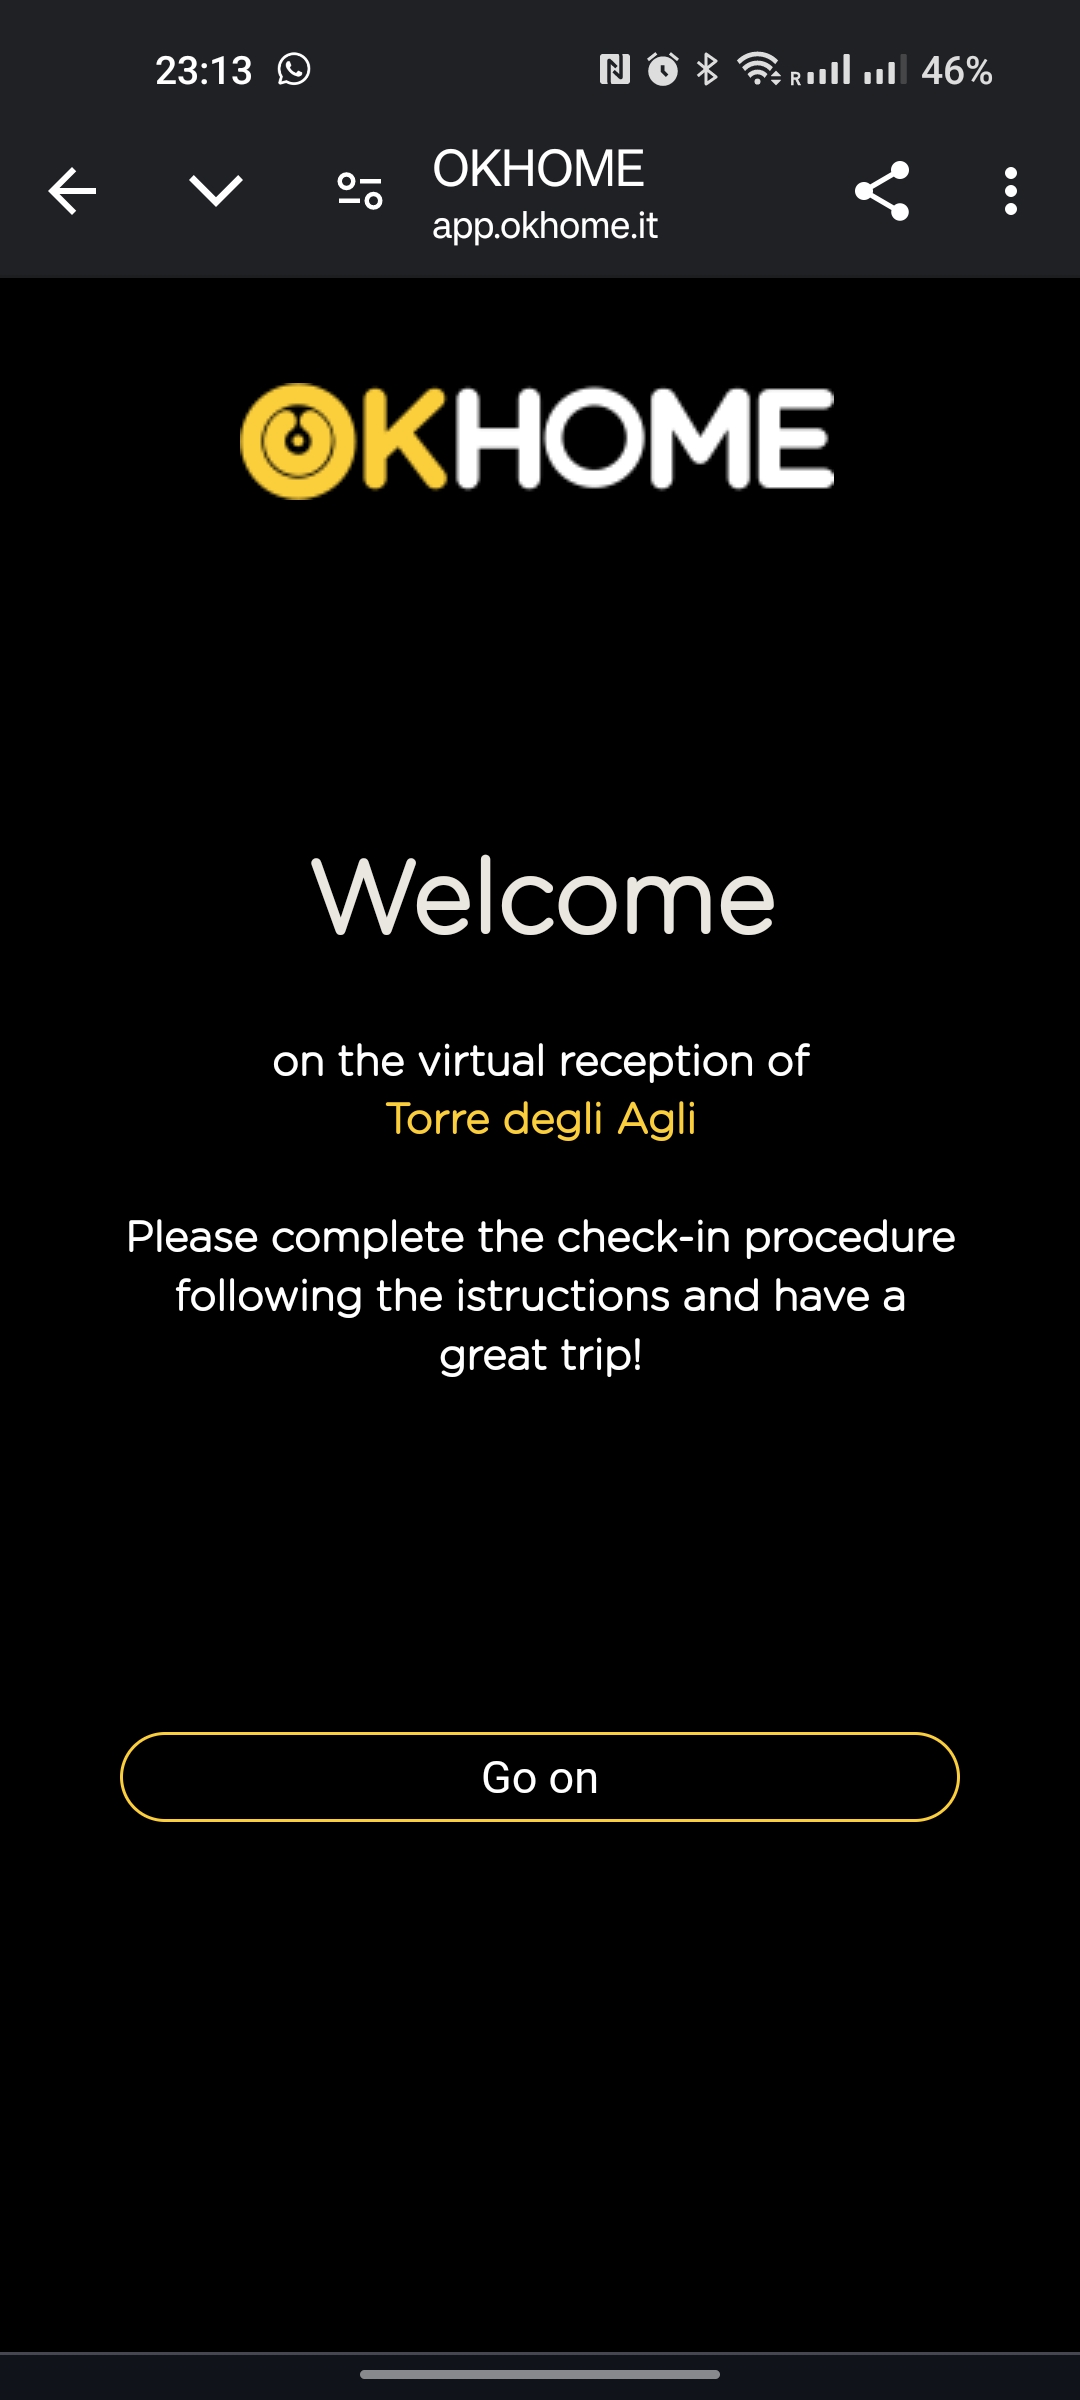 23:13
R
46%
OKHOME
app.okhome.it
OKHOME
Welcome
on the virtual reception of
Torre degli Agli
Please complete the check-in procedure
following the istructions and have a
great trip!
Go on